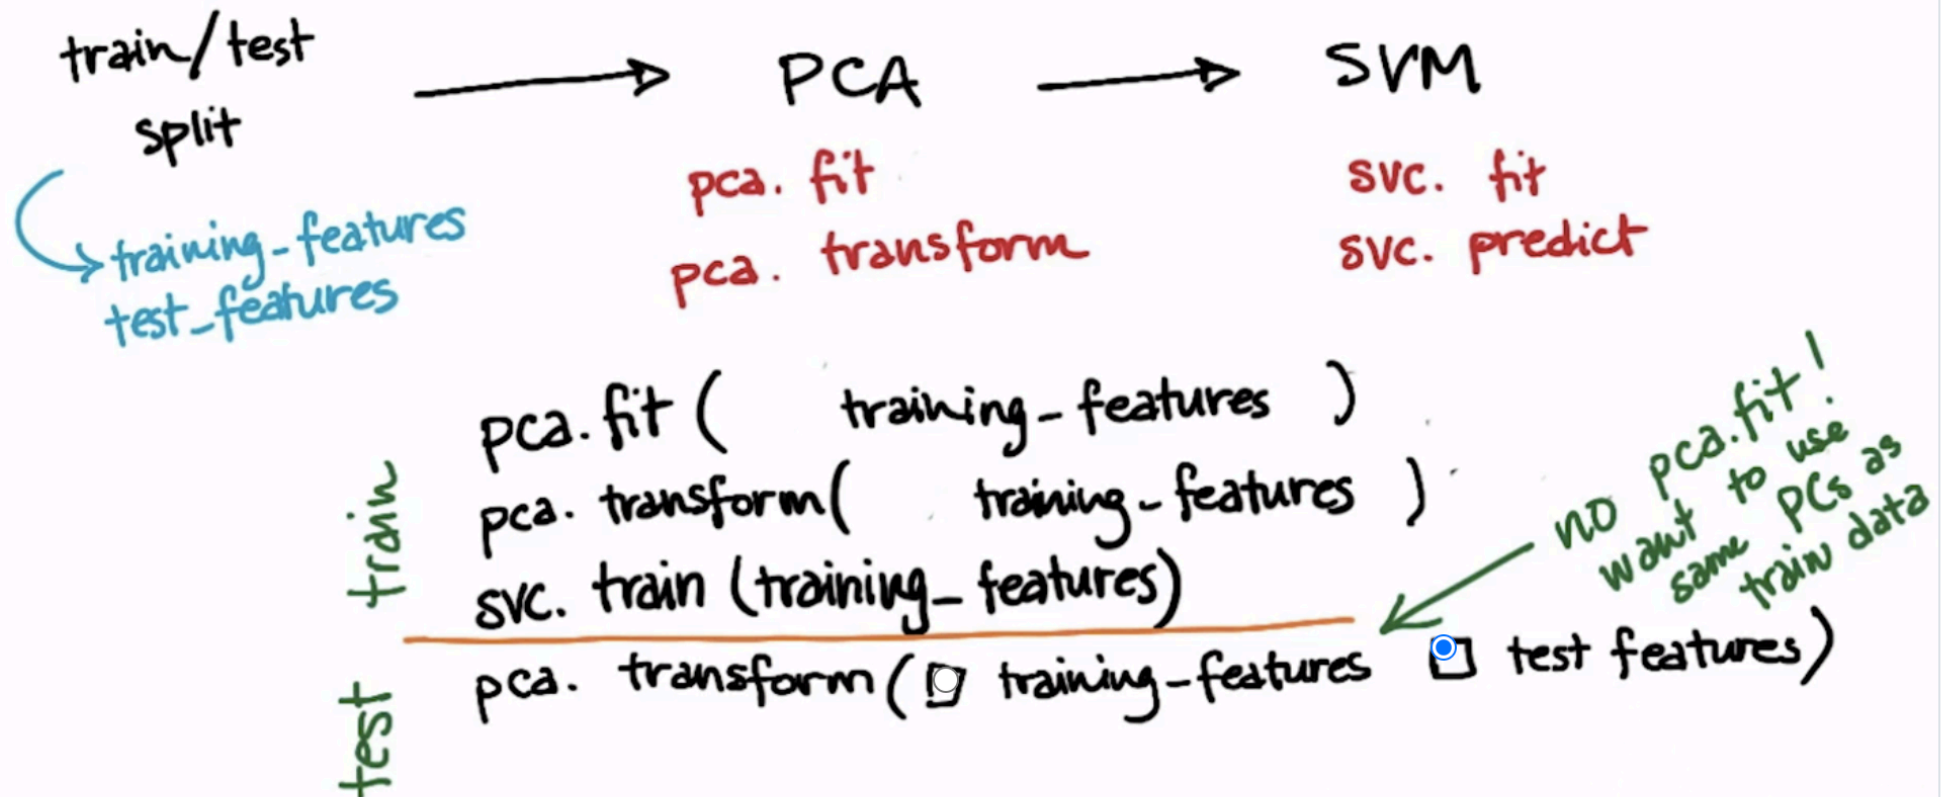 train/test
split
PCA
SVM
pca. fit
pca. transform
svc. fit
svc. predict
training_features
test_features
train
pca.fit ( training_features )
pca. transform( training_features )
svc. train (training_features)
test
pca. transform( training_features test features)
no pca.fit!
want to use
same PCs as
train data